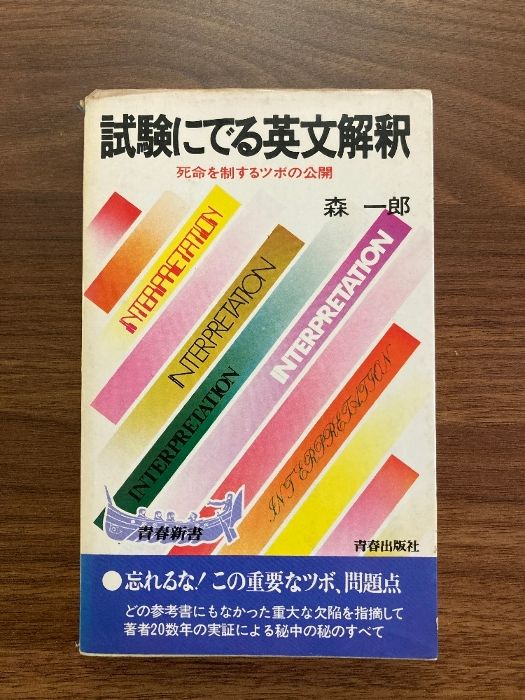 試験にでる英文解釈
死命を制するツボの公開
森 一郎
INTERPRETATION
INTERPRETATION
INTERPRETATION
INTERPRETATION
INTERPRETATION
青春新書
青春出版社
●忘れるな！この重要なツボ、問題点
どの参考書にもなかった重大な欠陥を指摘して
著者20数年の実証による秘中の秘のすべて